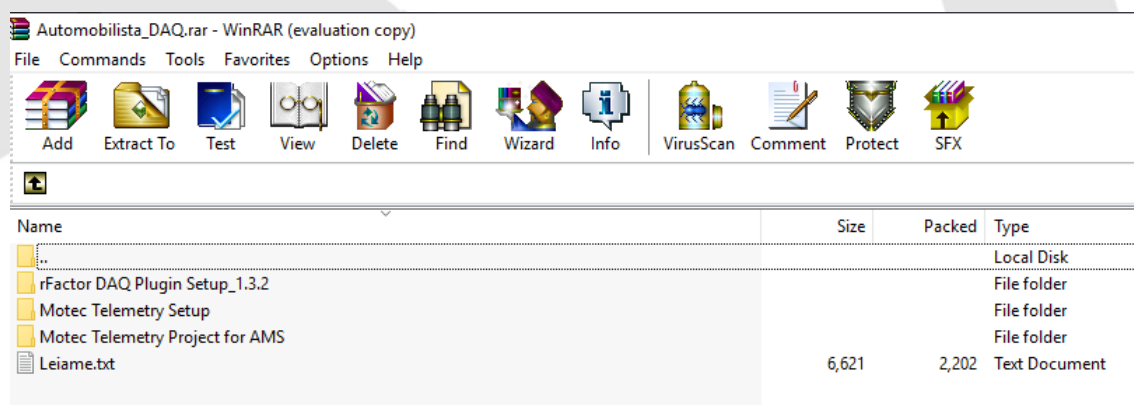 Automobilista_DAQ.rar - WinRAR (evaluation copy)
File Commands Tools Favorites Options Help
Add Extract To Test View Delete Find Wizard Info VirusScan Comment Protect SFX
Name Size Packed Type
.. Local Disk
rFactor DAQ Plugin Setup_1.3.2 File folder
Motec Telemetry Setup File folder
Motec Telemetry Project for AMS File folder
Leiame.txt 6,621 2,202 Text Document